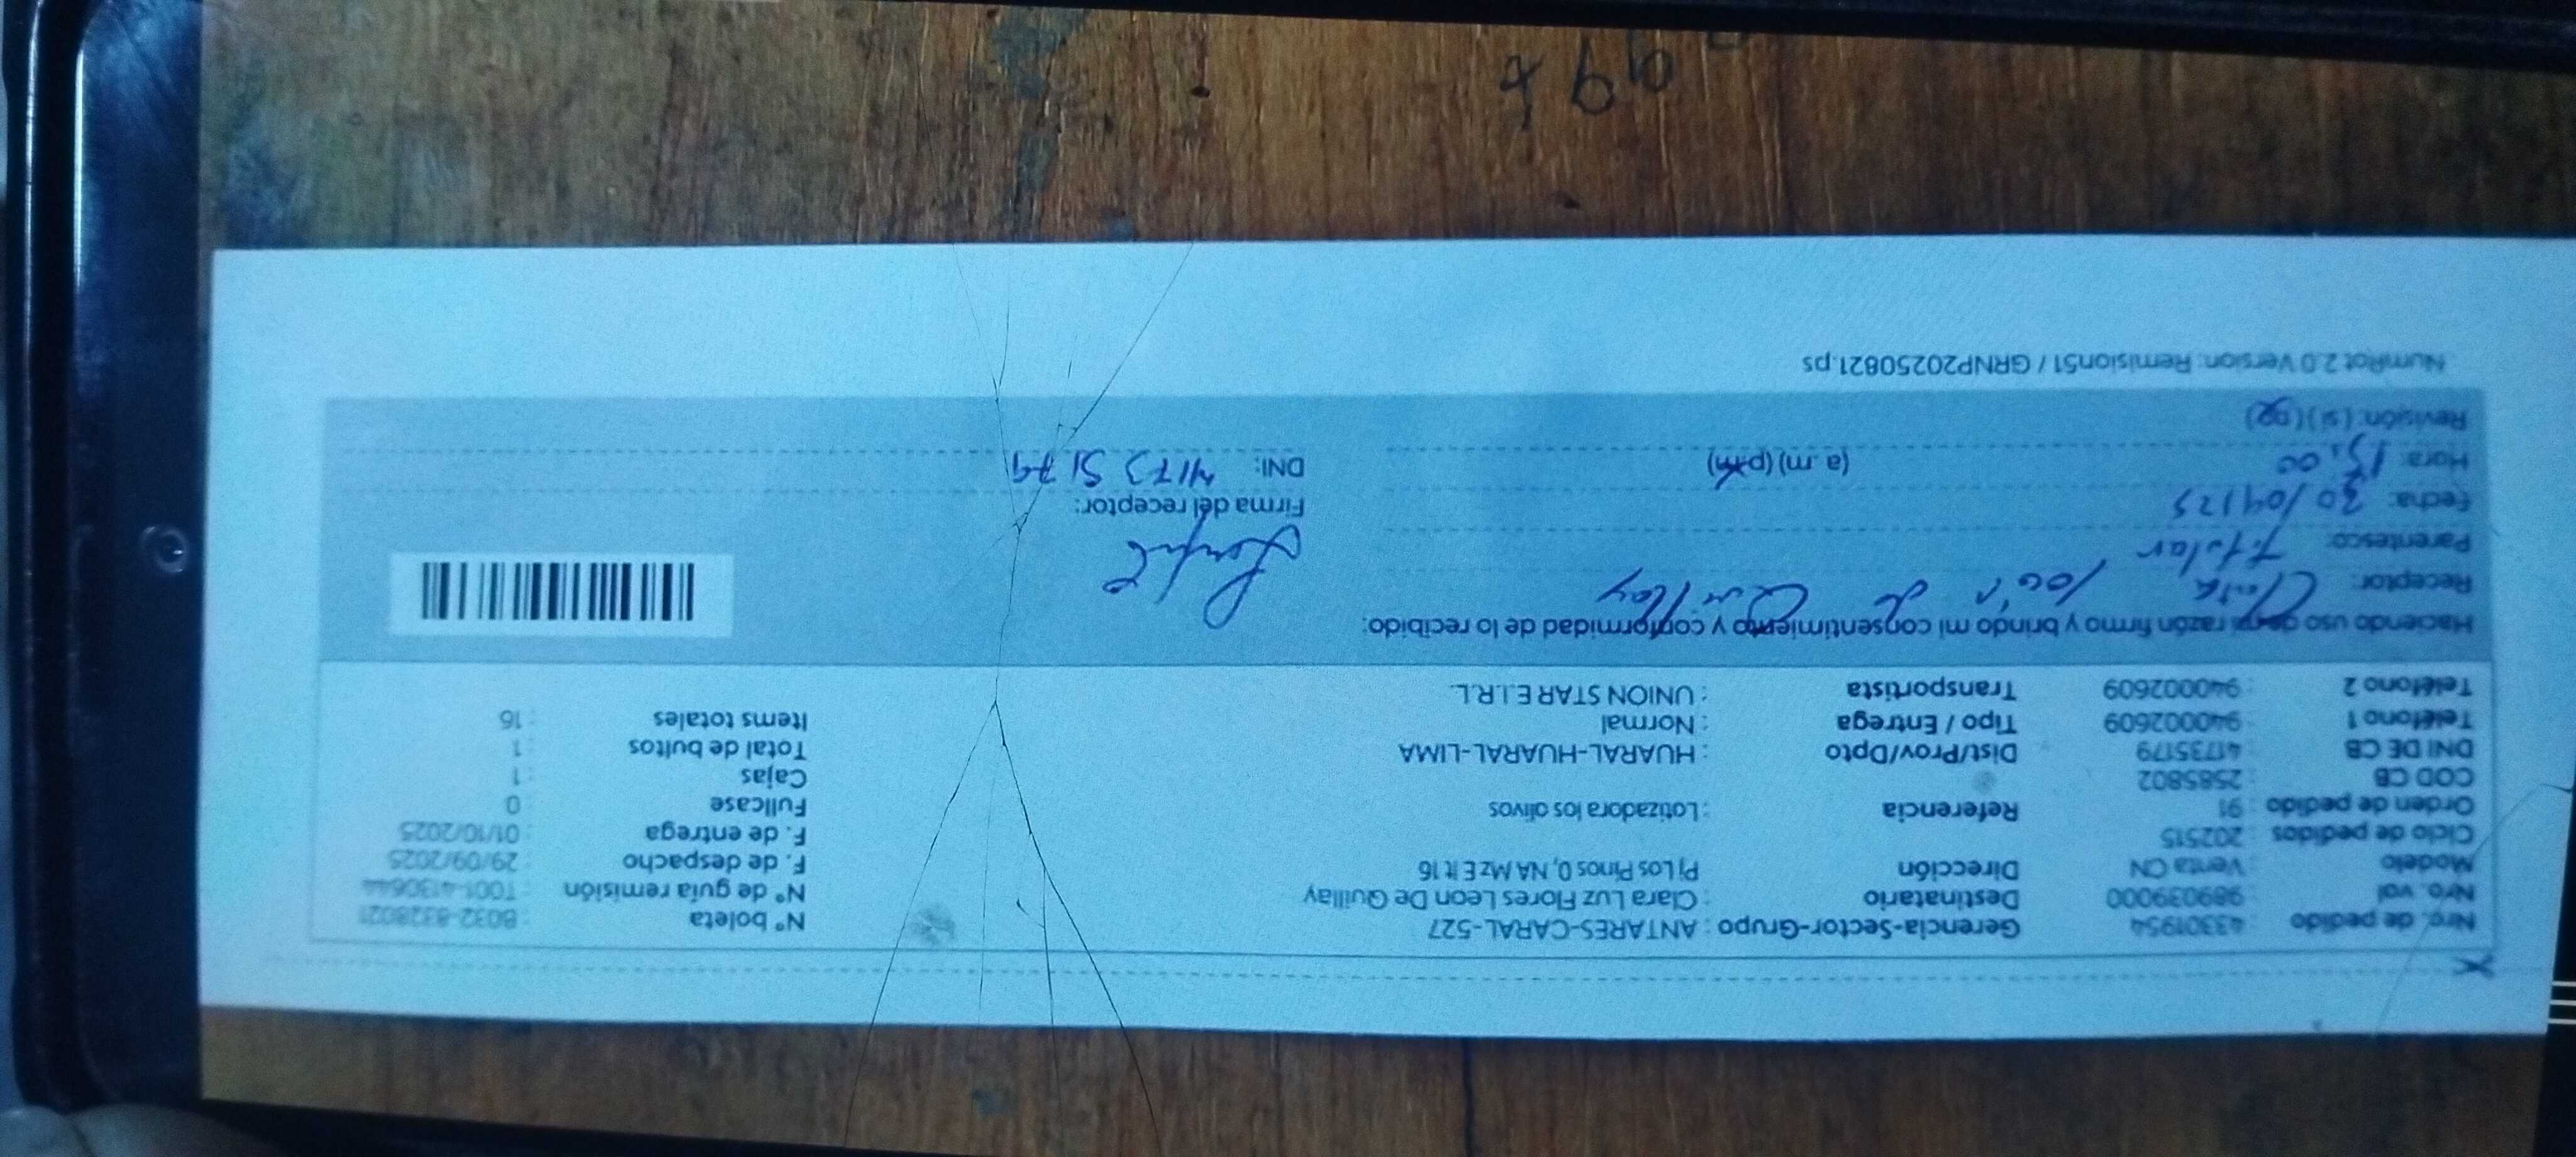 Nro. de pedido : 43301954
Nro. vol : 989039000
Modelo : Venta CN
Ciclo de pedidos : 202515
Orden de pedido : 91
COD CB : 2585802
DNI DE CB : 41735179
Teléfono 1 : 940002609
Teléfono 2 : 940002609
Gerencia-Sector-Grupo : ANTARES-CARAL-527
Destinatario : Clara Luz Flores Leon De Quillay
Dirección : Pj Los Pinos 0, NA Mz E lt 16
Referencia : Lotizadora los olivos
Dist/Prov/Dpto : HUARAL-HUARAL-LIMA
Tipo / Entrega : Normal
Transportista : UNION STAR E.I.R.L.
N° boleta : B032-8328021
N° de guía remisión : T001-4130644
F. de despacho : 29/09/2025
F. de entrega : 01/10/2025
Fullcase : 0
Cajas : 1
Total de bultos : 1
Items totales : 16
Haciendo uso de mi razón firmo y brindo mi consentimiento y conformidad de lo recibido:
Receptor: de Quillay
Parentesco: Titular
Fecha: 30/09/25
Hora: (a.m) (p.m)
Revisión: (si) (no)
Firma del receptor:
DNI: 41735179
NumRot 2.0 Version: Remision51 / GRNP20250821.ps